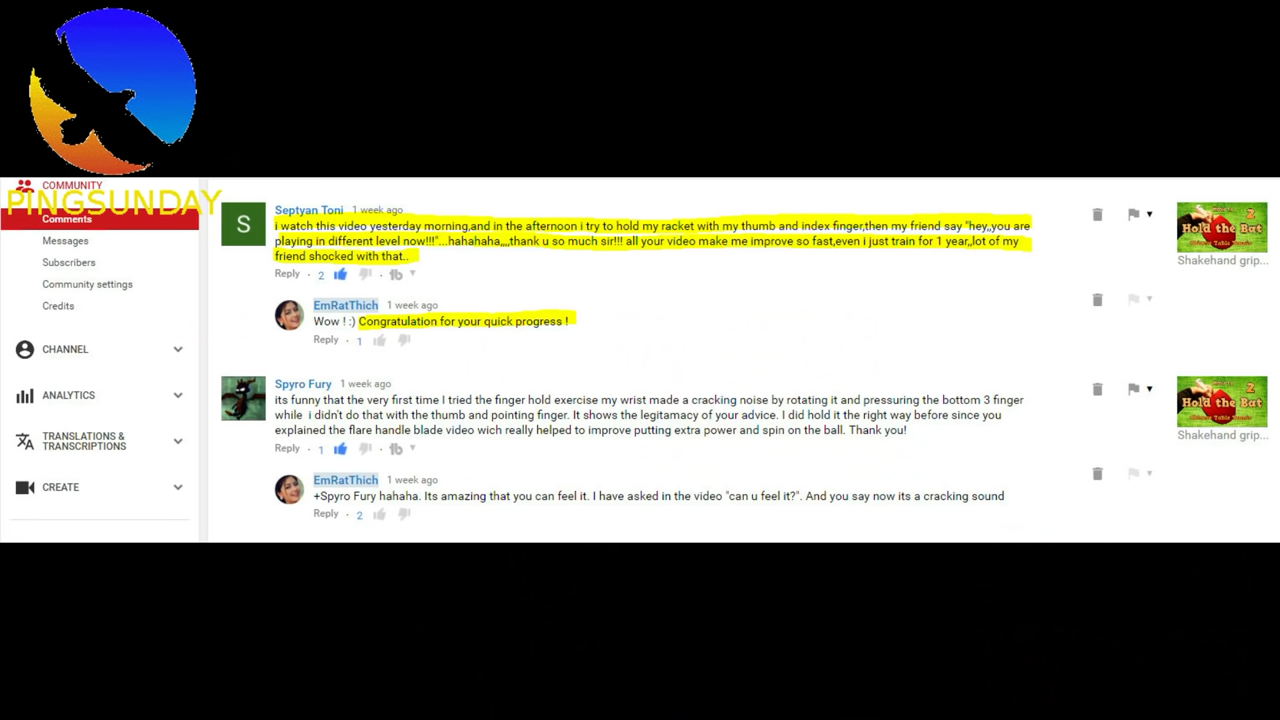 PINGSUNDAY
COMMUNITY
Comments
Messages
Subscribers
Community settings
Credits
CHANNEL
ANALYTICS
TRANSLATIONS &
TRANSCRIPTIONS
CREATE
S
Septyan Toni 1 week ago
i watch this video yesterday morning,and in the afternoon i try to hold my racket with my thumb and index finger,then my friend say "hey,,you are
playing in different level now!!!"...hahahaha,,,,thank u so much sir!!! all your video make me improve so fast,even i just train for 1 year,,lot of my
friend shocked with that..
Reply · 2
EmRatThich 1 week ago
Wow ! :) Congratulation for your quick progress !
Reply · 1
Spyro Fury 1 week ago
its funny that the very first time I tried the finger hold exercise my wrist made a cracking noise by rotating it and pressuring the bottom 3 finger
while i didn't do that with the thumb and pointing finger. It shows the legitamacy of your advice. I did hold it the right way before since you
explained the flare handle blade video wich really helped to improve putting extra power and spin on the ball. Thank you!
Reply · 1
EmRatThich 1 week ago
+Spyro Fury hahaha. Its amazing that you can feel it. I have asked in the video "can u feel it?". And you say now its a cracking sound
Reply · 2
2
Hold the Bat
Shakehand grip...
2
Hold the Bat
Shakehand grip...